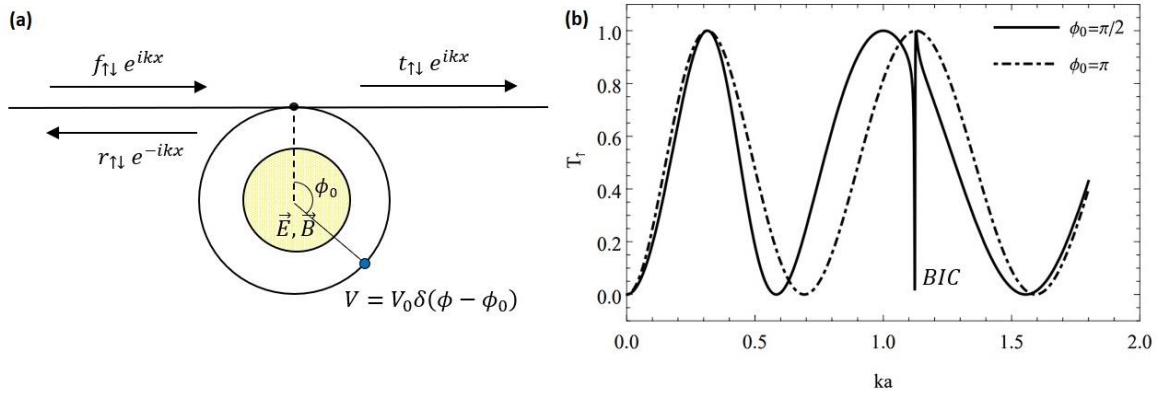 (a)
f↑↓ e^{ikx}
t↑↓ e^{ikx}
r↑↓ e^{-ikx}
ϕ₀
E⃗, B⃗
V = V₀δ(ϕ − ϕ₀)
(b)
ϕ₀=π/2
ϕ₀=π
BIC
T↑
1.0
0.8
0.6
0.4
0.2
0.0
0.0 0.5 1.0 1.5 2.0
ka